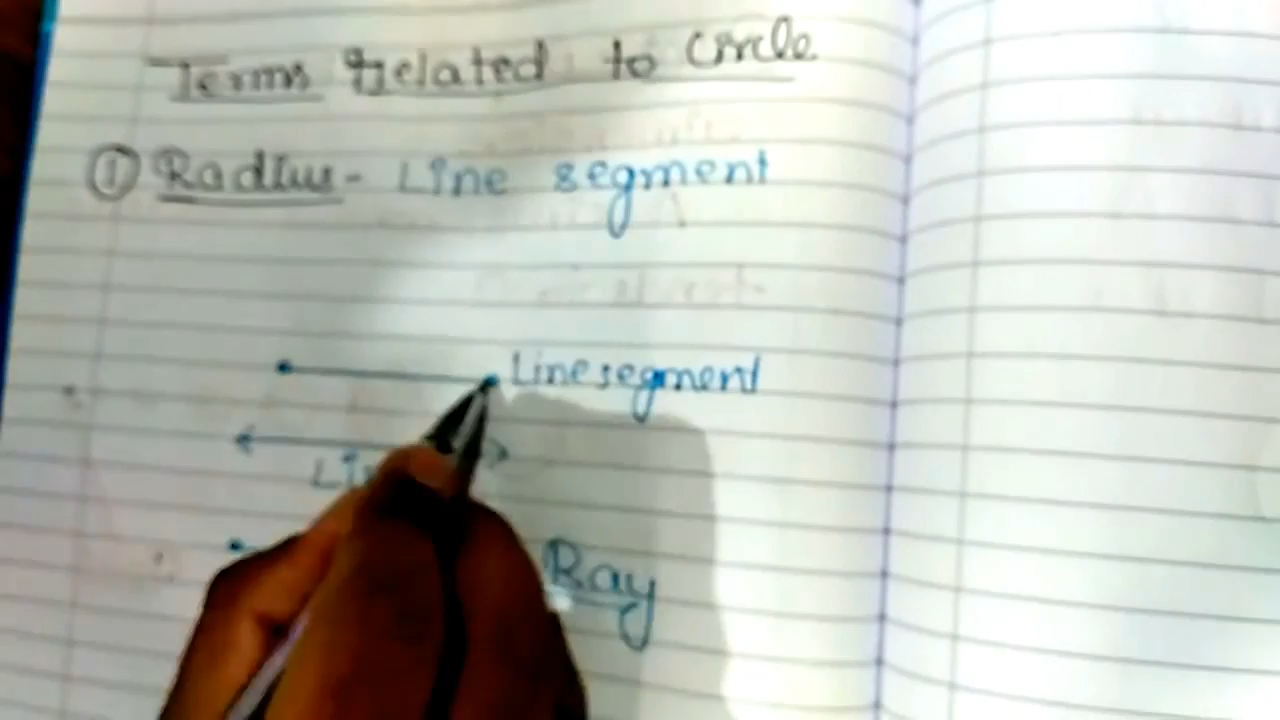 Terms Related to Circle
① Radius - Line segment
Line segment
Ray